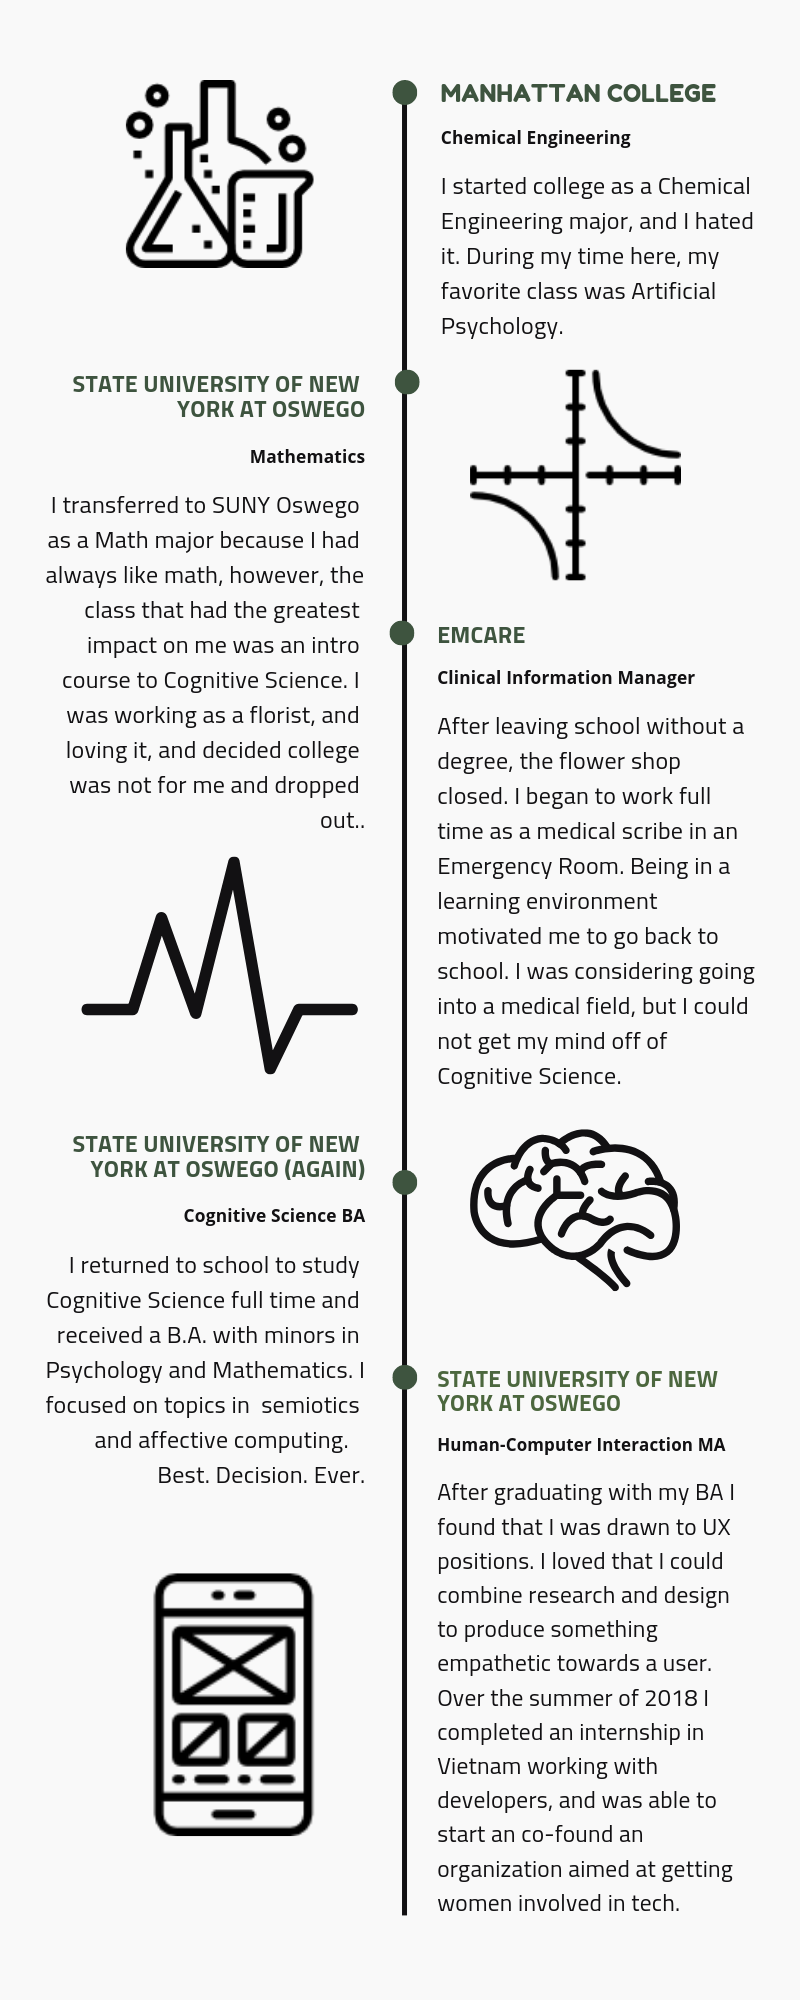 MANHATTAN COLLEGE
Chemical Engineering
I started college as a Chemical
Engineering major, and I hated
it. During my time here, my
favorite class was Artificial
Psychology.
STATE UNIVERSITY OF NEW
YORK AT OSWEGO
Mathematics
I transferred to SUNY Oswego
as a Math major because I had
always like math, however, the
class that had the greatest
impact on me was an intro
course to Cognitive Science. I
was working as a florist, and
loving it, and decided college
was not for me and dropped
out..
EMCARE
Clinical Information Manager
After leaving school without a
degree, the flower shop
closed. I began to work full
time as a medical scribe in an
Emergency Room. Being in a
learning environment
motivated me to go back to
school. I was considering going
into a medical field, but I could
not get my mind off of
Cognitive Science.
STATE UNIVERSITY OF NEW
YORK AT OSWEGO (AGAIN)
Cognitive Science BA
I returned to school to study
Cognitive Science full time and
received a B.A. with minors in
Psychology and Mathematics. I
focused on topics in  semiotics
and affective computing.
Best. Decision. Ever.
STATE UNIVERSITY OF NEW
YORK AT OSWEGO
Human-Computer Interaction MA
After graduating with my BA I
found that I was drawn to UX
positions. I loved that I could
combine research and design
to produce something
empathetic towards a user.
Over the summer of 2018 I
completed an internship in
Vietnam working with
developers, and was able to
start an co-found an
organization aimed at getting
women involved in tech.